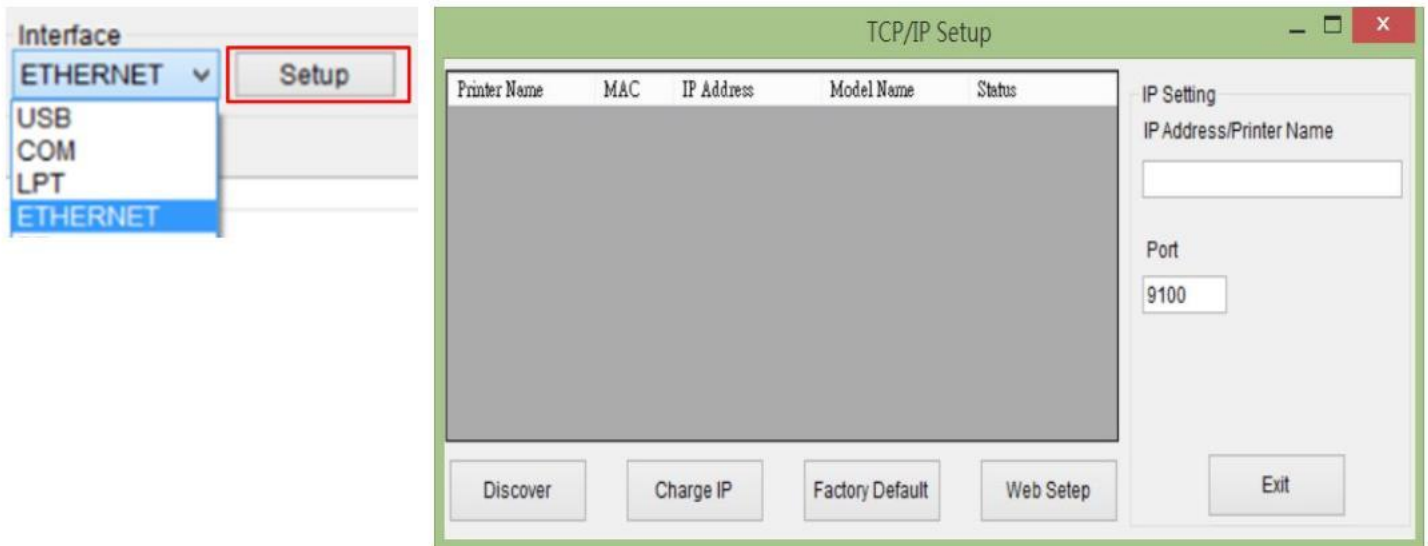 Interface
ETHERNET Setup
USB
COM
LPT
ETHERNET
TCP/IP Setup
Printer Name MAC IP Address Model Name Status
IP Setting
IP Address/Printer Name
Port
9100
Discover Charge IP Factory Default Web Setep Exit